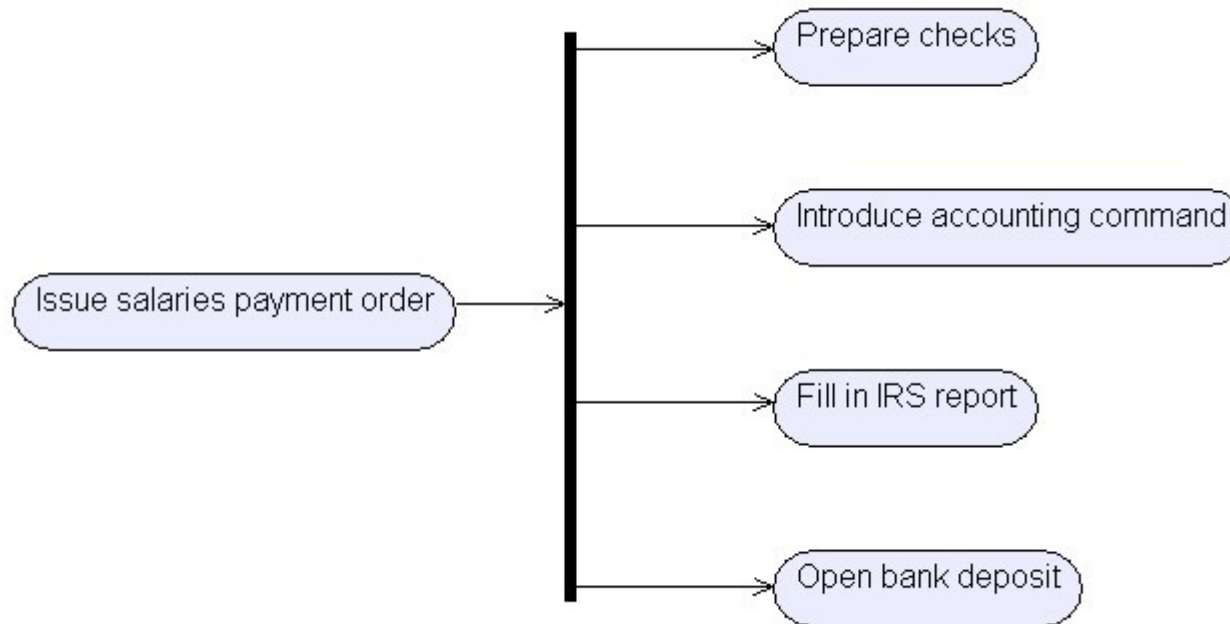 Prepare checks
Introduce accounting command
Issue salaries payment order
Fill in IRS report
Open bank deposit